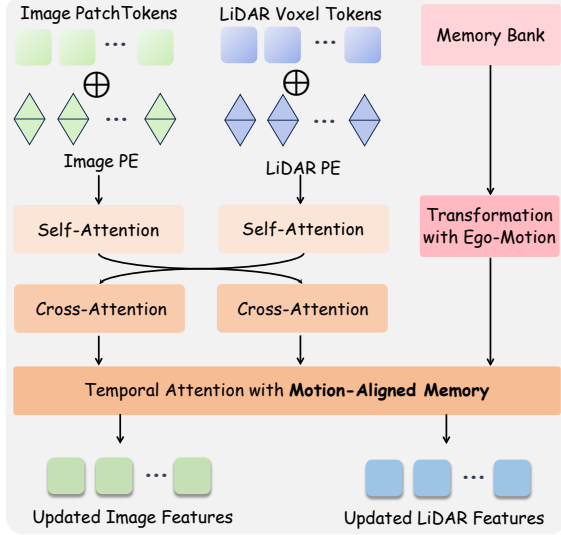 Image PatchTokens
LiDAR Voxel Tokens
Memory Bank
Image PE
LiDAR PE
Transformation
with Ego-Motion
Self-Attention
Self-Attention
Cross-Attention
Cross-Attention
Temporal Attention with Motion-Aligned Memory
Updated Image Features
Updated LiDAR Features